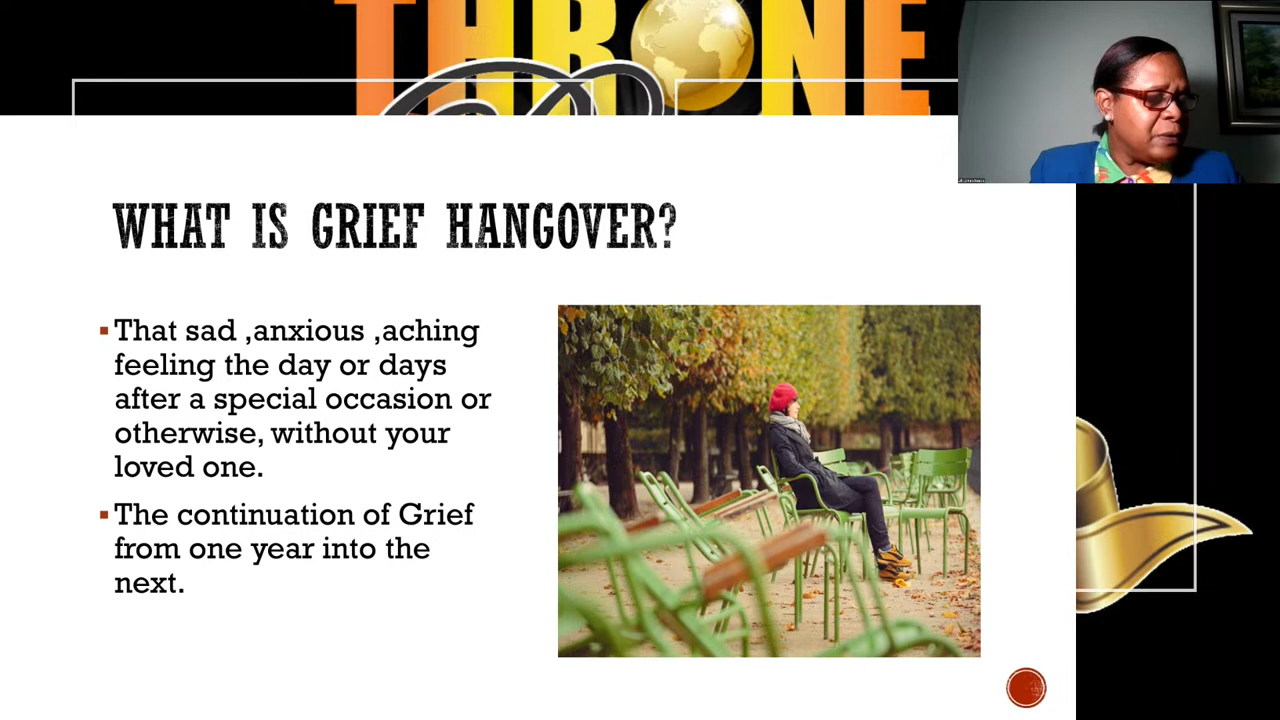 THRONE
WHAT IS GRIEF HANGOVER?
▪That sad ,anxious ,aching
feeling the day or days
after a special occasion or
otherwise, without your
loved one.
▪The continuation of Grief
from one year into the
next.